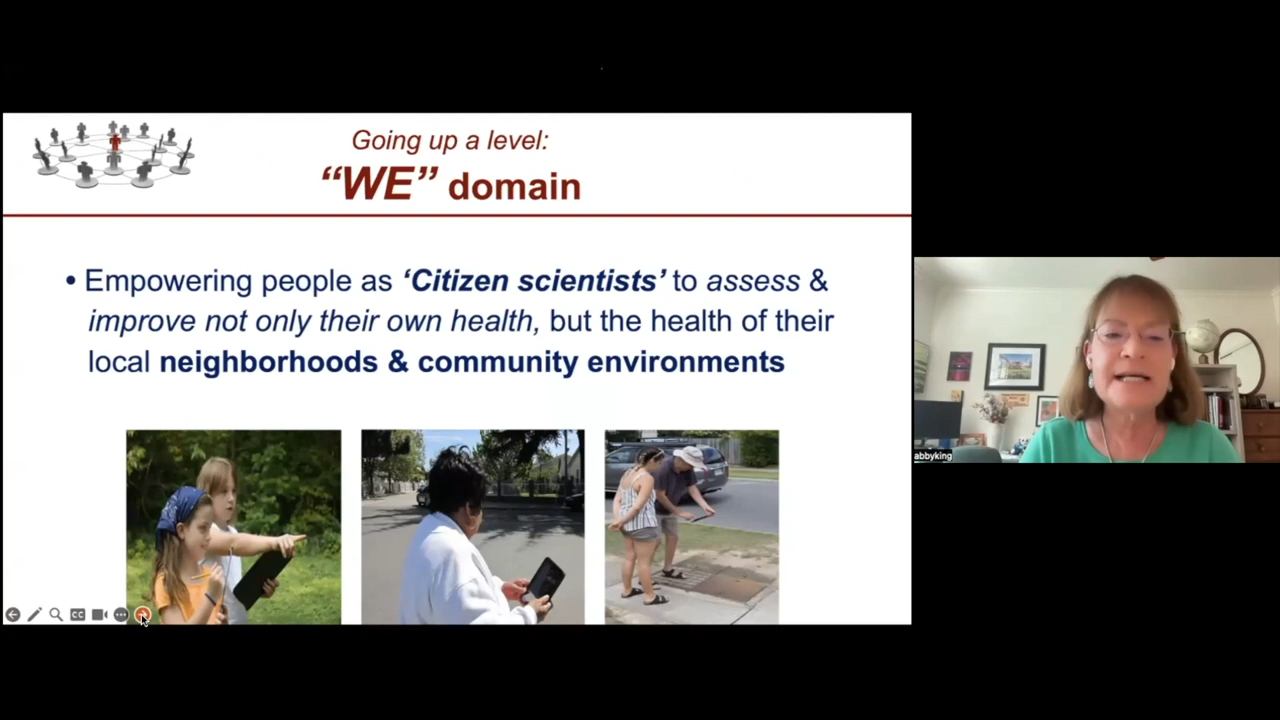 Going up a level:
“WE” domain
• Empowering people as ‘Citizen scientists’ to assess &
improve not only their own health, but the health of their
local neighborhoods & community environments
CC
abbyking